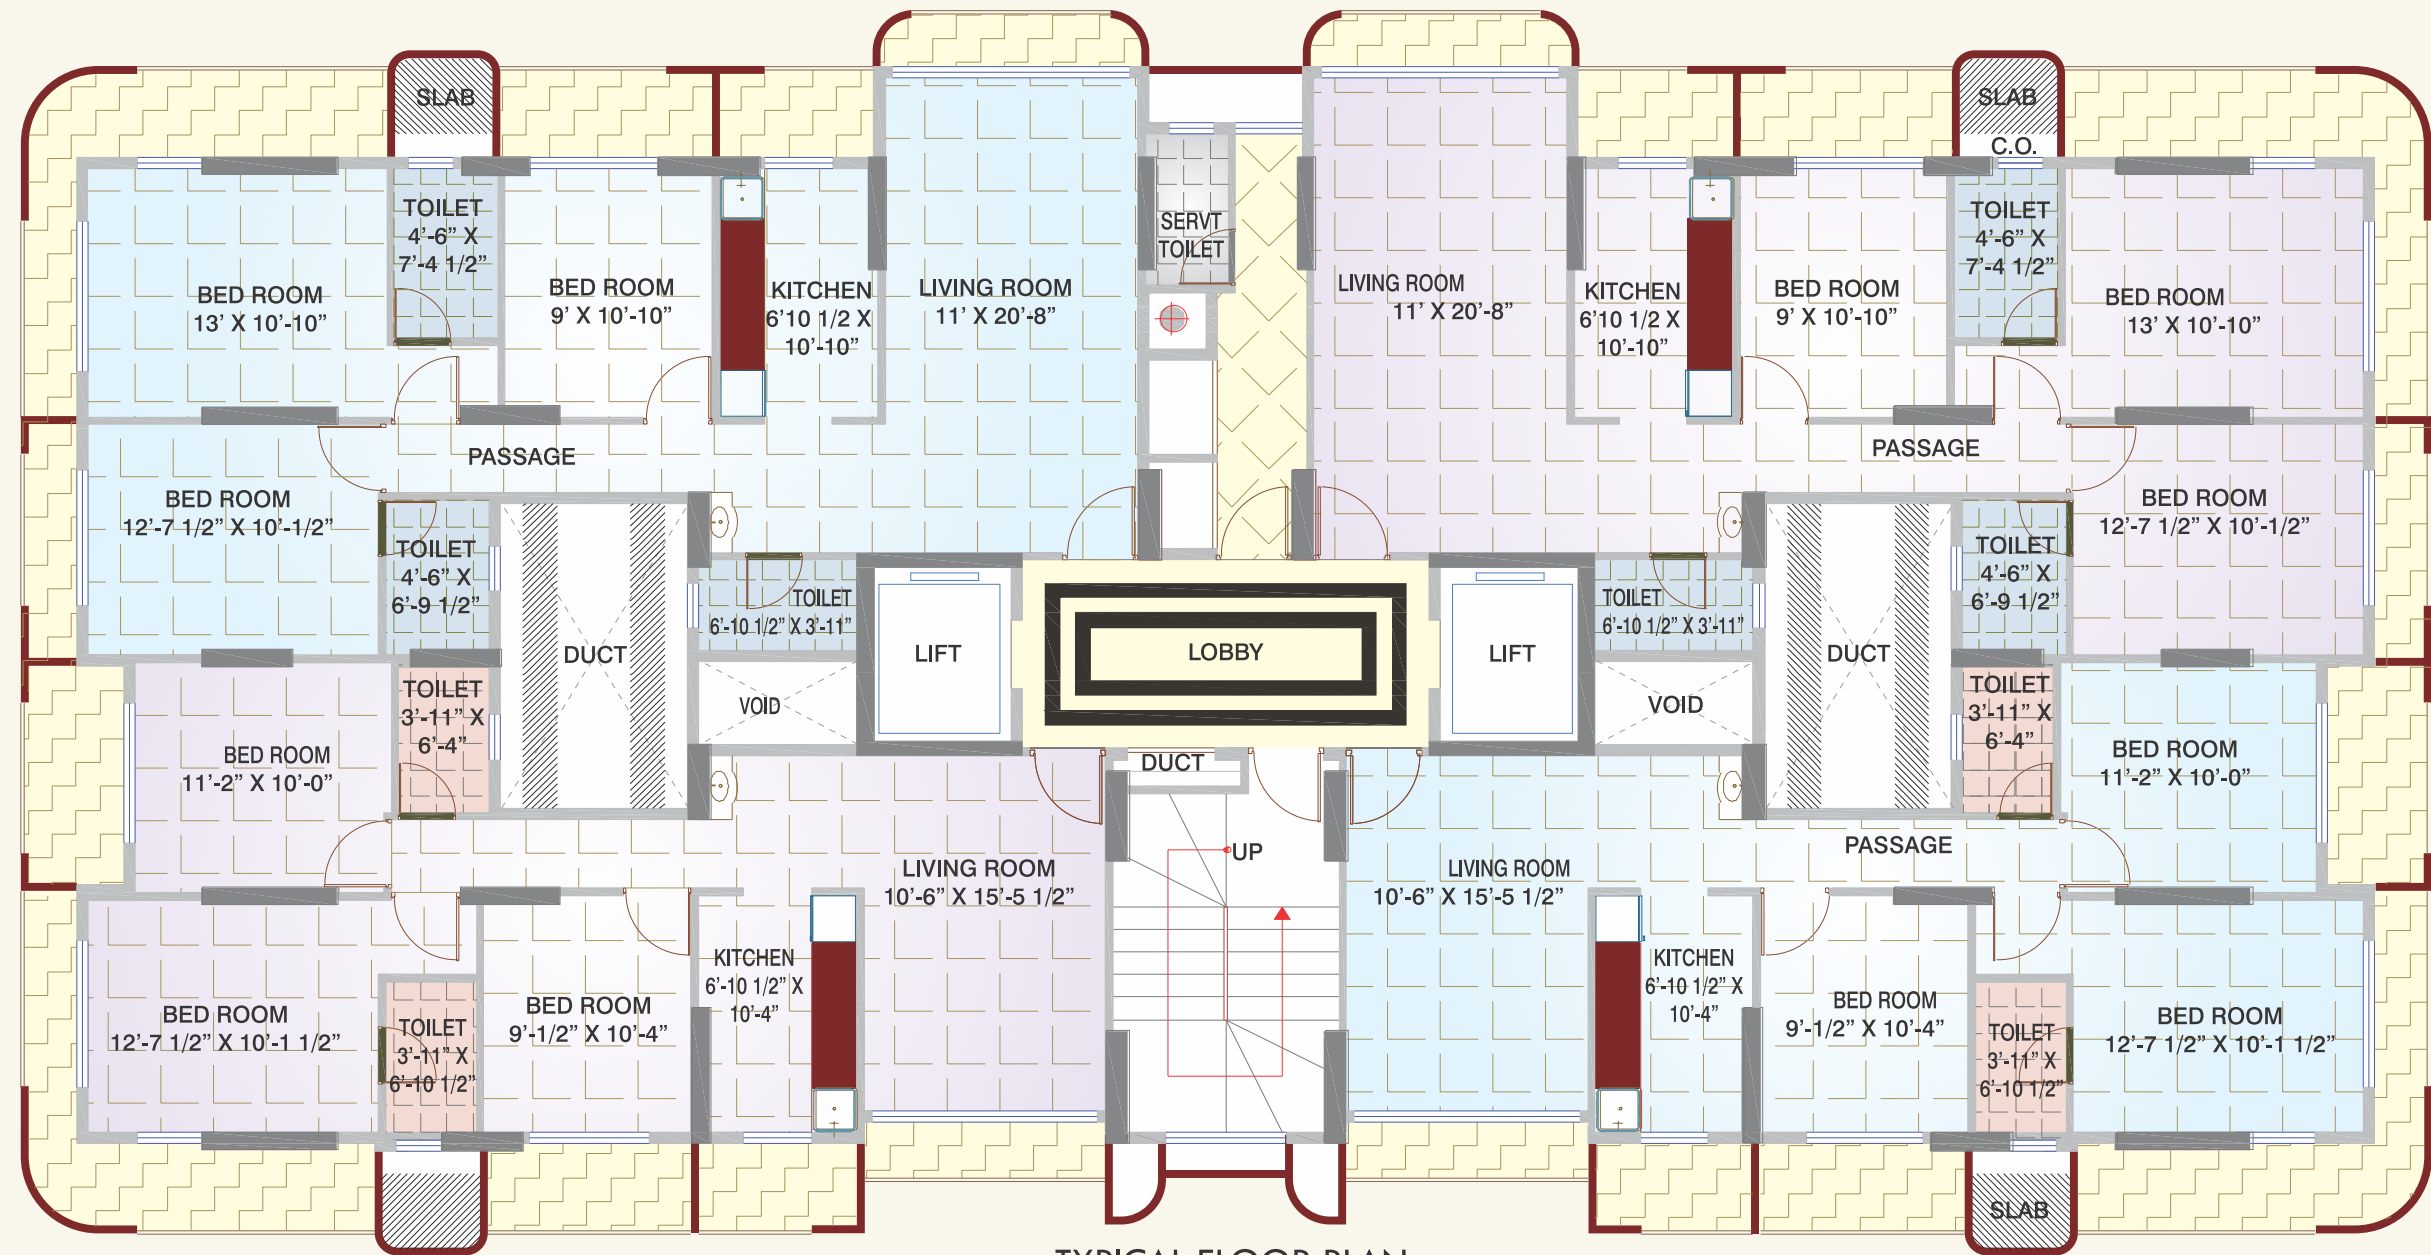 SLAB
SLAB
C.O.
TOILET
4'-6" X
7'-4 1/2"
BED ROOM
13' X 10'-10"
BED ROOM
9' X 10'-10"
KITCHEN
6'10 1/2 X
10'-10"
LIVING ROOM
11' X 20'-8"
SERVT
TOILET
LIVING ROOM
11' X 20'-8"
KITCHEN
6'10 1/2 X
10'-10"
BED ROOM
9' X 10'-10"
TOILET
4'-6" X
7'-4 1/2"
BED ROOM
13' X 10'-10"
PASSAGE
PASSAGE
BED ROOM
12'-7 1/2" X 10'-1/2"
TOILET
4'-6" X
6'-9 1/2"
DUCT
TOILET
6'-10 1/2" X 3'-11"
LIFT
LOBBY
LIFT
TOILET
6'-10 1/2" X 3'-11"
DUCT
TOILET
4'-6" X
6'-9 1/2"
BED ROOM
12'-7 1/2" X 10'-1/2"
BED ROOM
11'-2" X 10'-0"
TOILET
3'-11" X
6'-4"
VOID
VOID
TOILET
3'-11" X
6'-4"
BED ROOM
11'-2" X 10'-0"
DUCT
UP
PASSAGE
LIVING ROOM
10'-6" X 15'-5 1/2"
LIVING ROOM
10'-6" X 15'-5 1/2"
BED ROOM
12'-7 1/2" X 10'-1 1/2"
TOILET
3'-11" X
6'-10 1/2"
BED ROOM
9'-1/2" X 10'-4"
KITCHEN
6'-10 1/2" X
10'-4"
KITCHEN
6'-10 1/2" X
10'-4"
BED ROOM
9'-1/2" X 10'-4"
TOILET
3'-11" X
6'-10 1/2"
BED ROOM
12'-7 1/2" X 10'-1 1/2"
SLAB
TYPICAL FLOOR PLAN